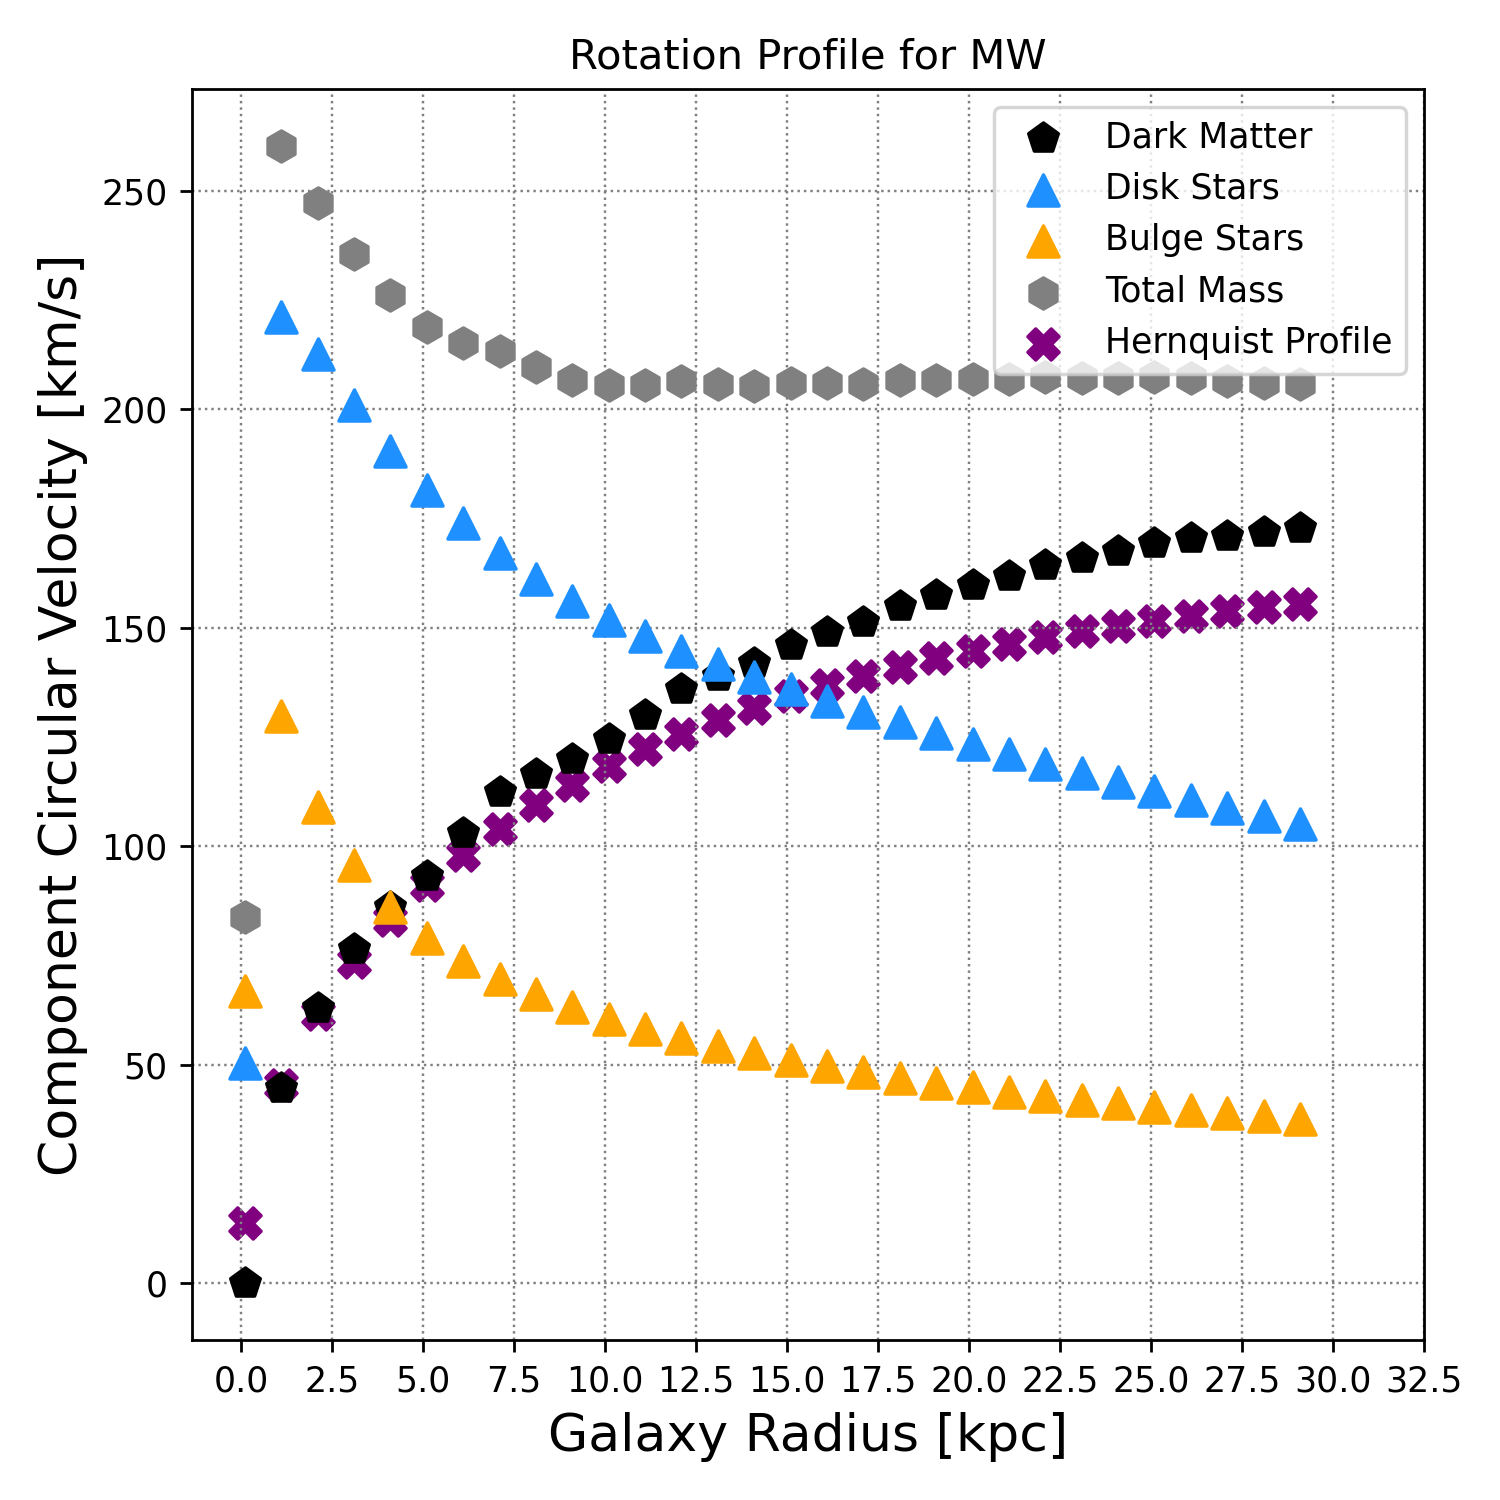 Rotation Profile for MW
Component Circular Velocity [km/s]
250
200
150
100
50
0
Dark Matter
Disk Stars
Bulge Stars
Total Mass
Hernquist Profile
0.0 2.5 5.0 7.5 10.0 12.5 15.0 17.5 20.0 22.5 25.0 27.5 30.0 32.5
Galaxy Radius [kpc]